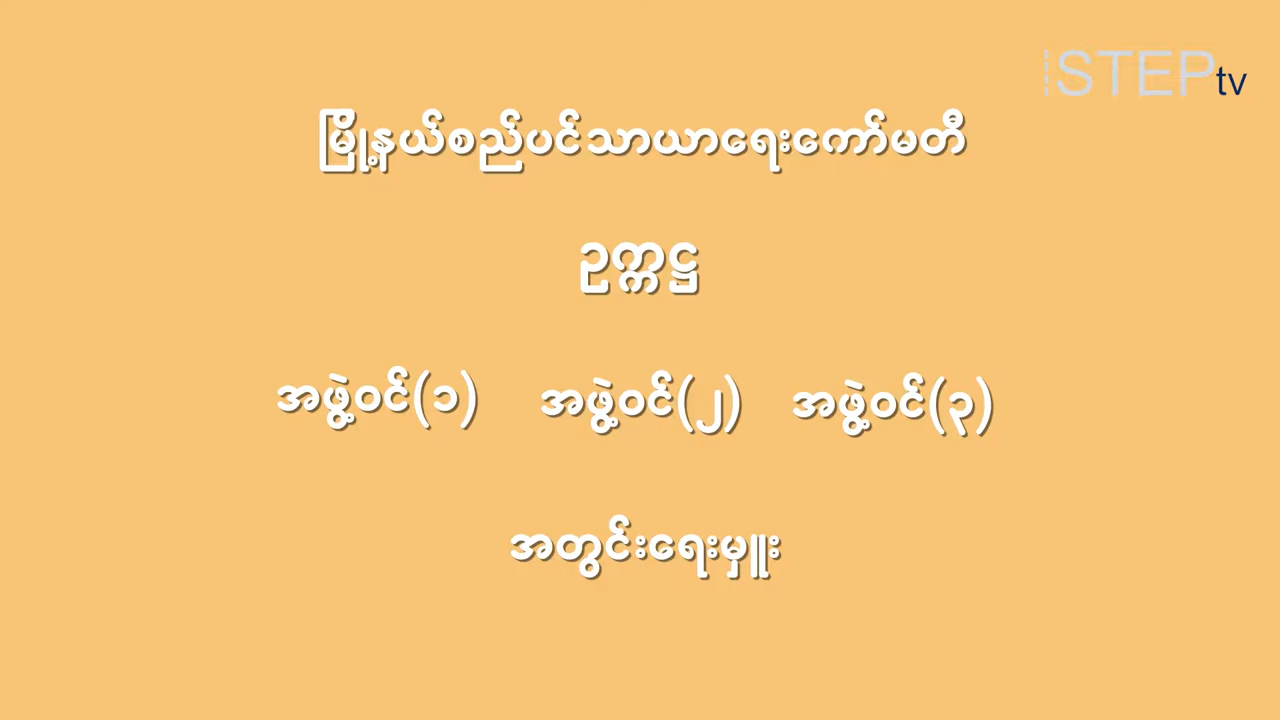 STEPtv
မြို့နယ်စည်ပင်သာယာရေးကော်မတီ
ဥက္ကဋ္ဌ
အဖွဲ့ဝင်(၁) အဖွဲ့ဝင်(၂) အဖွဲ့ဝင်(၃)
အတွင်းရေးမှူး